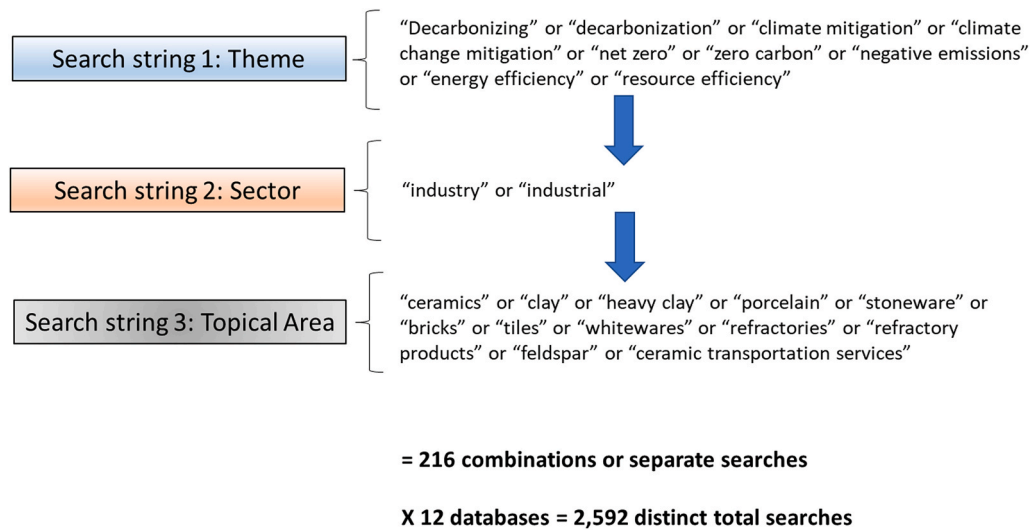 Search string 1: Theme
“Decarbonizing” or “decarbonization” or “climate mitigation” or “climate
change mitigation” or “net zero” or “zero carbon” or “negative emissions”
or “energy efficiency” or “resource efficiency”
Search string 2: Sector
“industry” or “industrial”
Search string 3: Topical Area
“ceramics” or “clay” or “heavy clay” or “porcelain” or “stoneware” or
“bricks” or “tiles” or “whitewares” or “refractories” or “refractory
products” or “feldspar” or “ceramic transportation services”
= 216 combinations or separate searches
X 12 databases = 2,592 distinct total searches